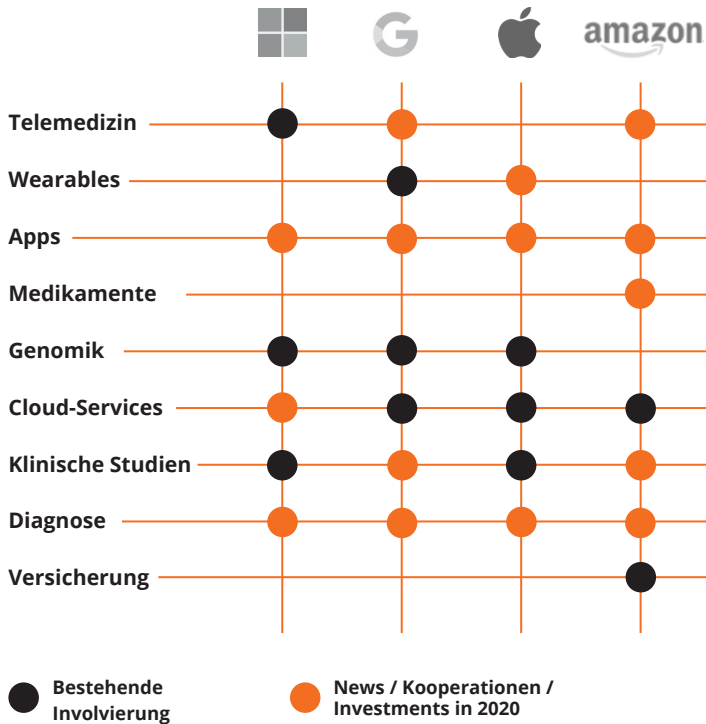 G
amazon
Telemedizin
Wearables
Apps
Medikamente
Genomik
Cloud-Services
Klinische Studien
Diagnose
Versicherung
Bestehende
Involvierung
News / Kooperationen /
Investments in 2020